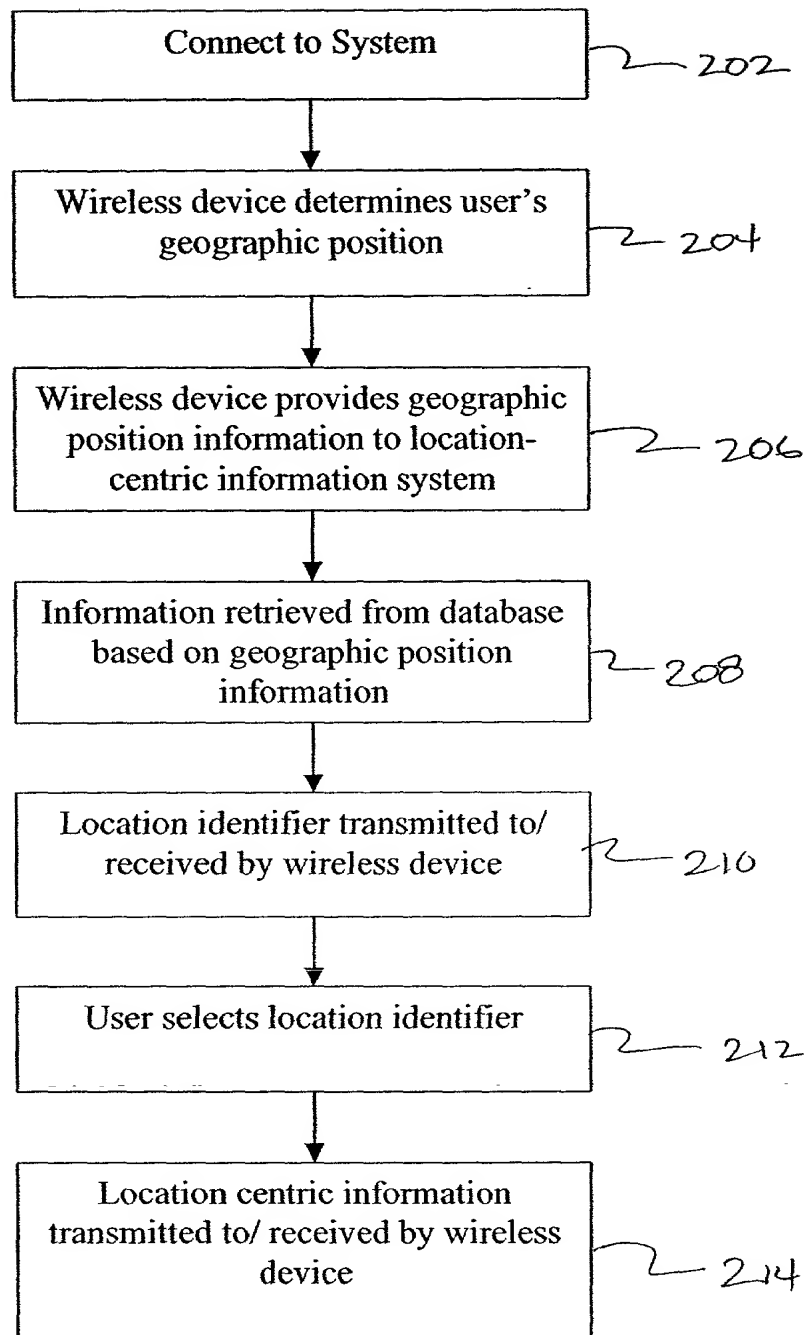 Connect to System
202
Wireless device determines user's
geographic position
204
Wireless device provides geographic
position information to location-
centric information system
206
Information retrieved from database
based on geographic position
information
208
Location identifier transmitted to/
received by wireless device
210
User selects location identifier
212
Location centric information
transmitted to/ received by wireless
device
214